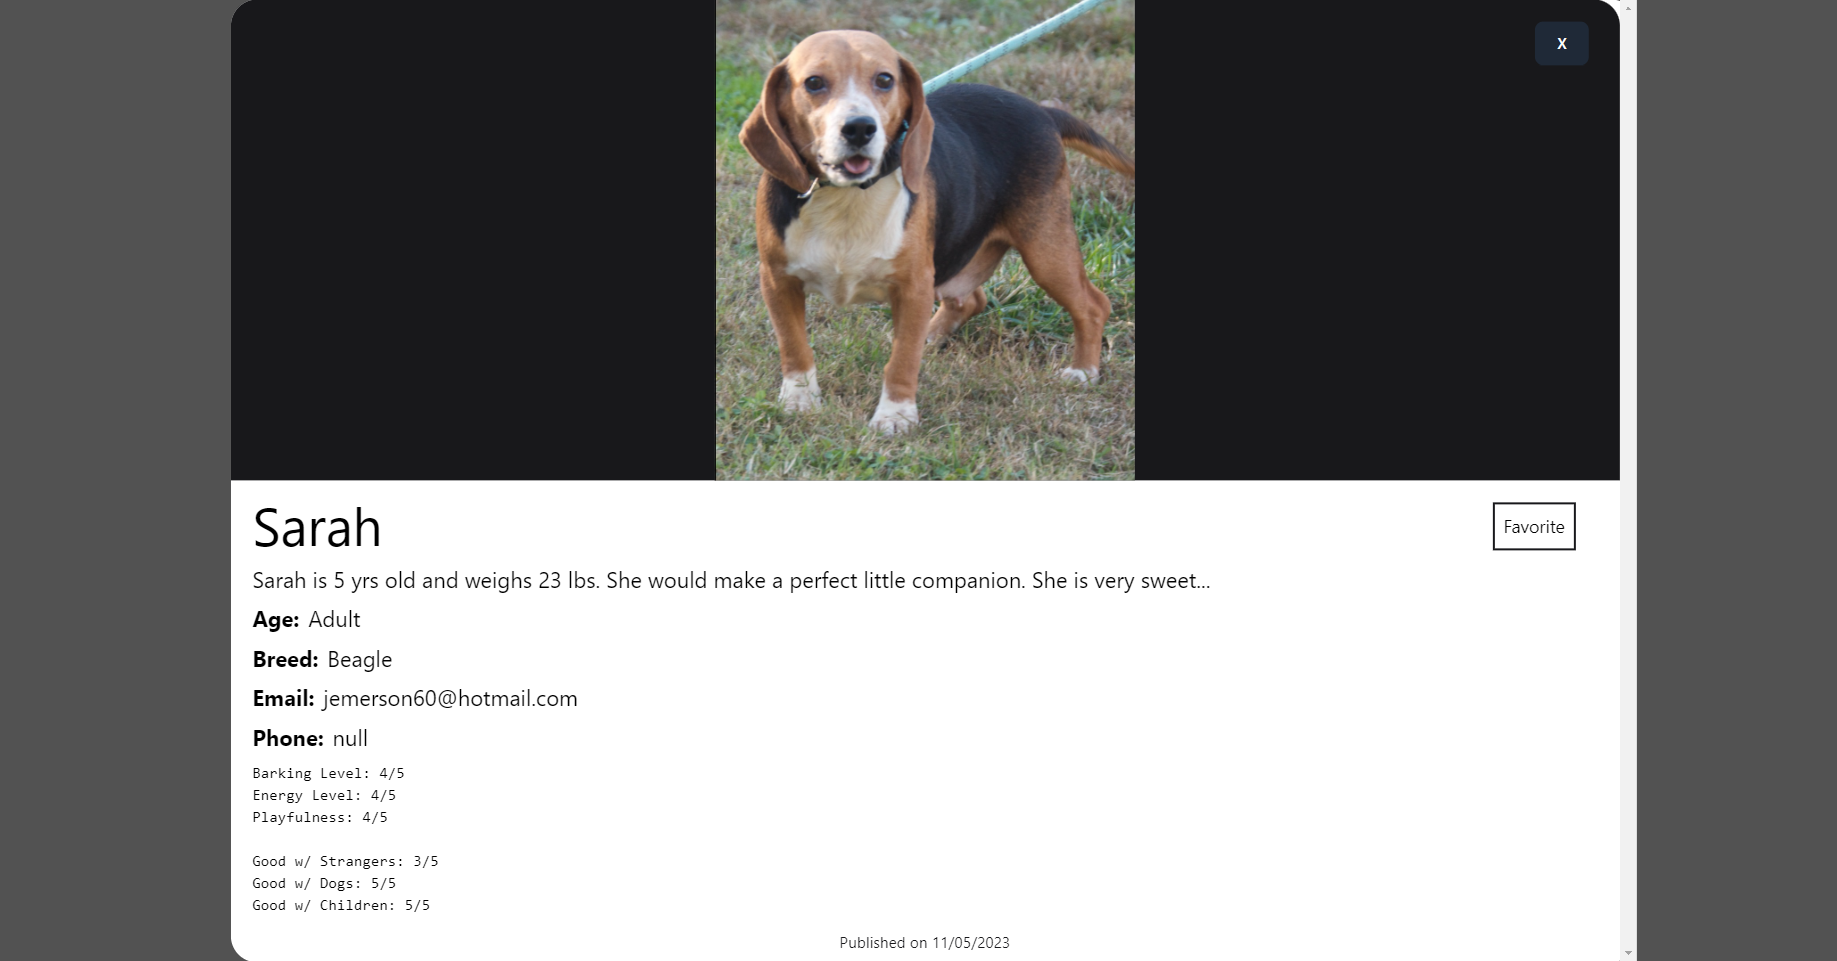 X
Sarah
Favorite
Sarah is 5 yrs old and weighs 23 lbs. She would make a perfect little companion. She is very sweet...
Age: Adult
Breed: Beagle
Email: jemerson60@hotmail.com
Phone: null
Barking Level: 4/5
Energy Level: 4/5
Playfulness: 4/5
Good w/ Strangers: 3/5
Good w/ Dogs: 5/5
Good w/ Children: 5/5
Published on 11/05/2023